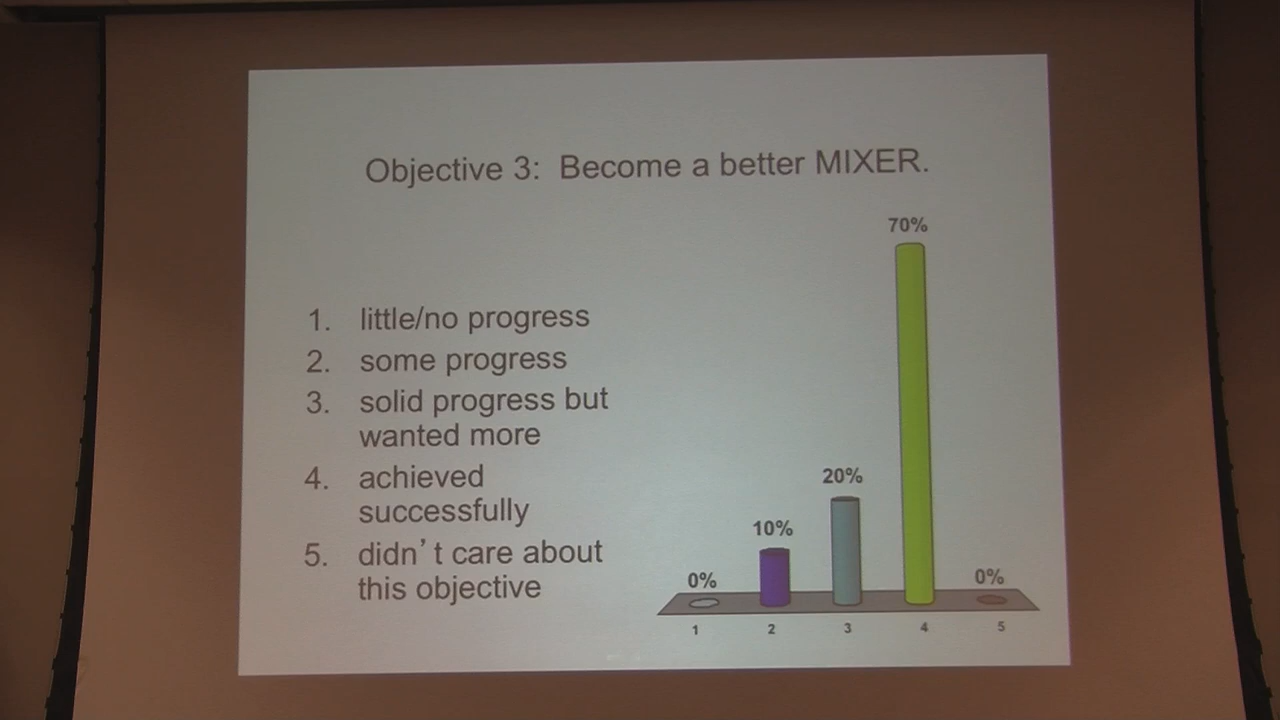 Objective 3: Become a better MIXER.
1. little/no progress
2. some progress
3. solid progress but
wanted more
4. achieved
successfully
5. didn't care about
this objective
0%
10%
20%
70%
0%
1
2
3
4
5